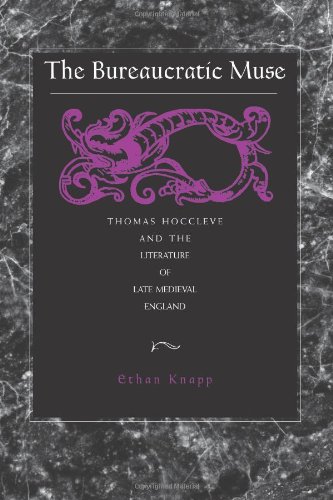 The Bureaucratic Muse
THOMAS HOCCLEVE
AND THE
LITERATURE
OF
LATE MEDIEVAL
ENGLAND
Ethan Knapp